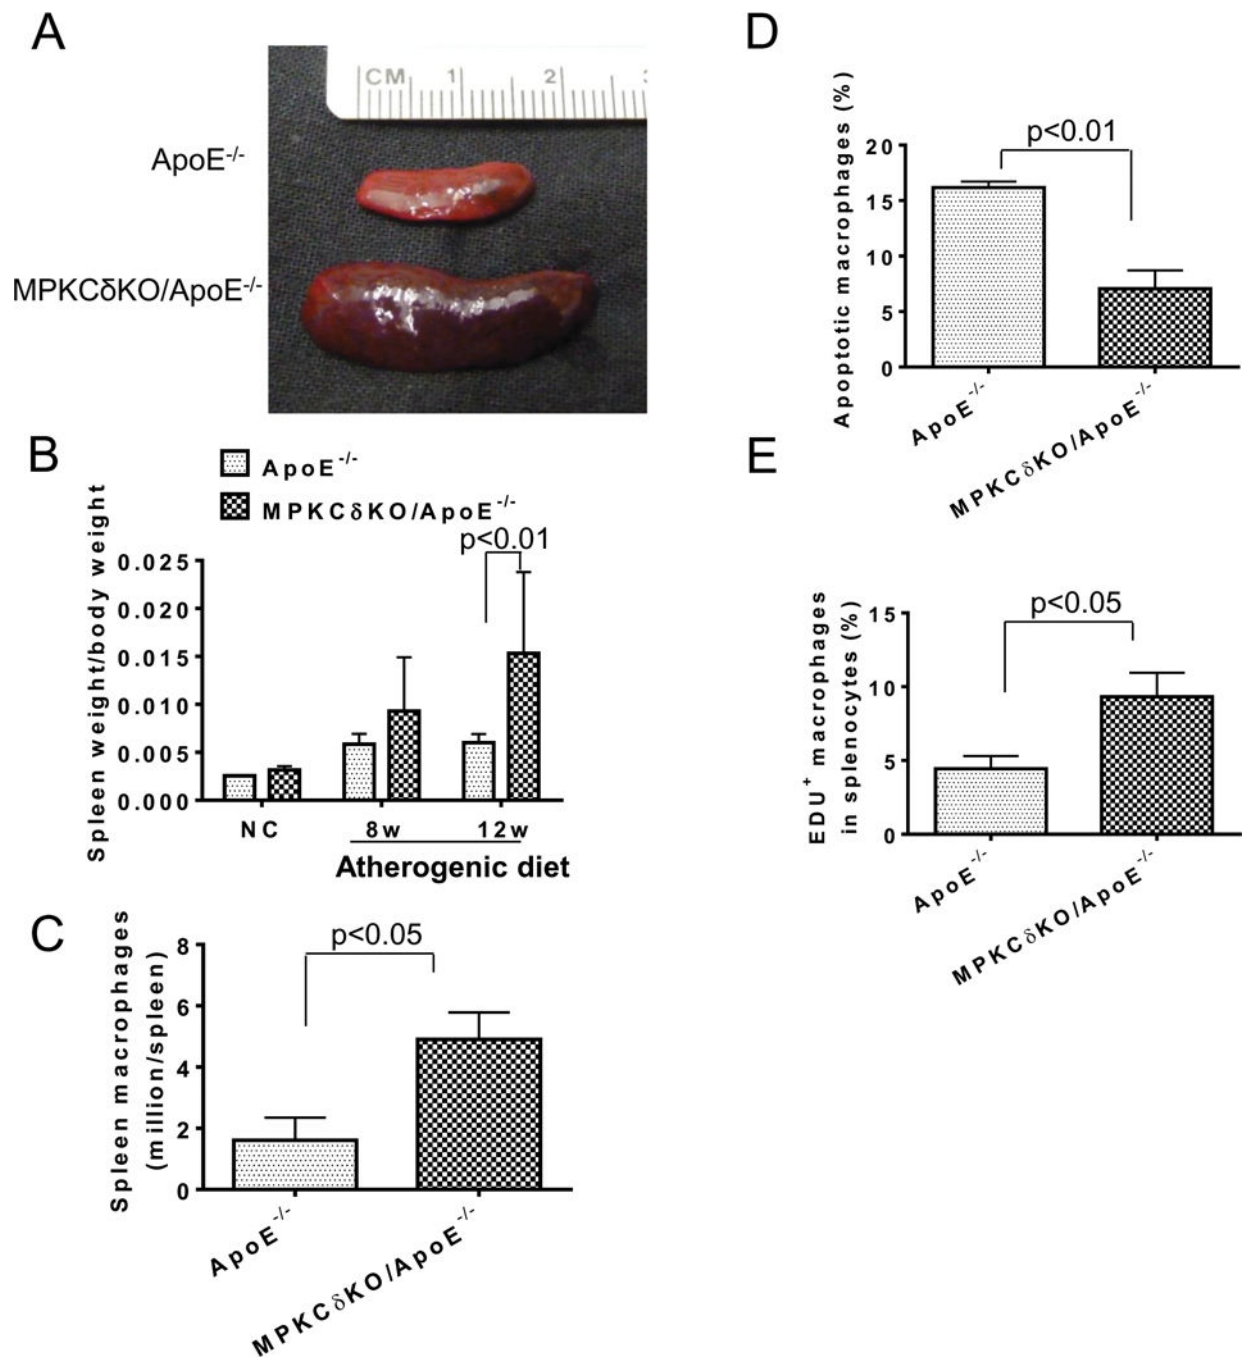 A
CM 1 2
ApoE-/-
MPKCδKO/ApoE-/-
B
ApoE-/-
MPKCδKO/ApoE-/-
p<0.01
Spleen weight/body weight
0.025
0.020
0.015
0.010
0.005
0.000
NC 8w 12w
Atherogenic diet
C
p<0.05
Spleen macrophages
(million/spleen)
8
6
4
2
0
ApoE-/-
MPKCδKO/ApoE-/-
D
p<0.01
Apoptotic macrophages (%)
20
15
10
5
0
ApoE-/-
MPKCδKO/ApoE-/-
E
p<0.05
EDU+ macrophages
in splenocytes (%)
15
10
5
0
ApoE-/-
MPKCδKO/ApoE-/-